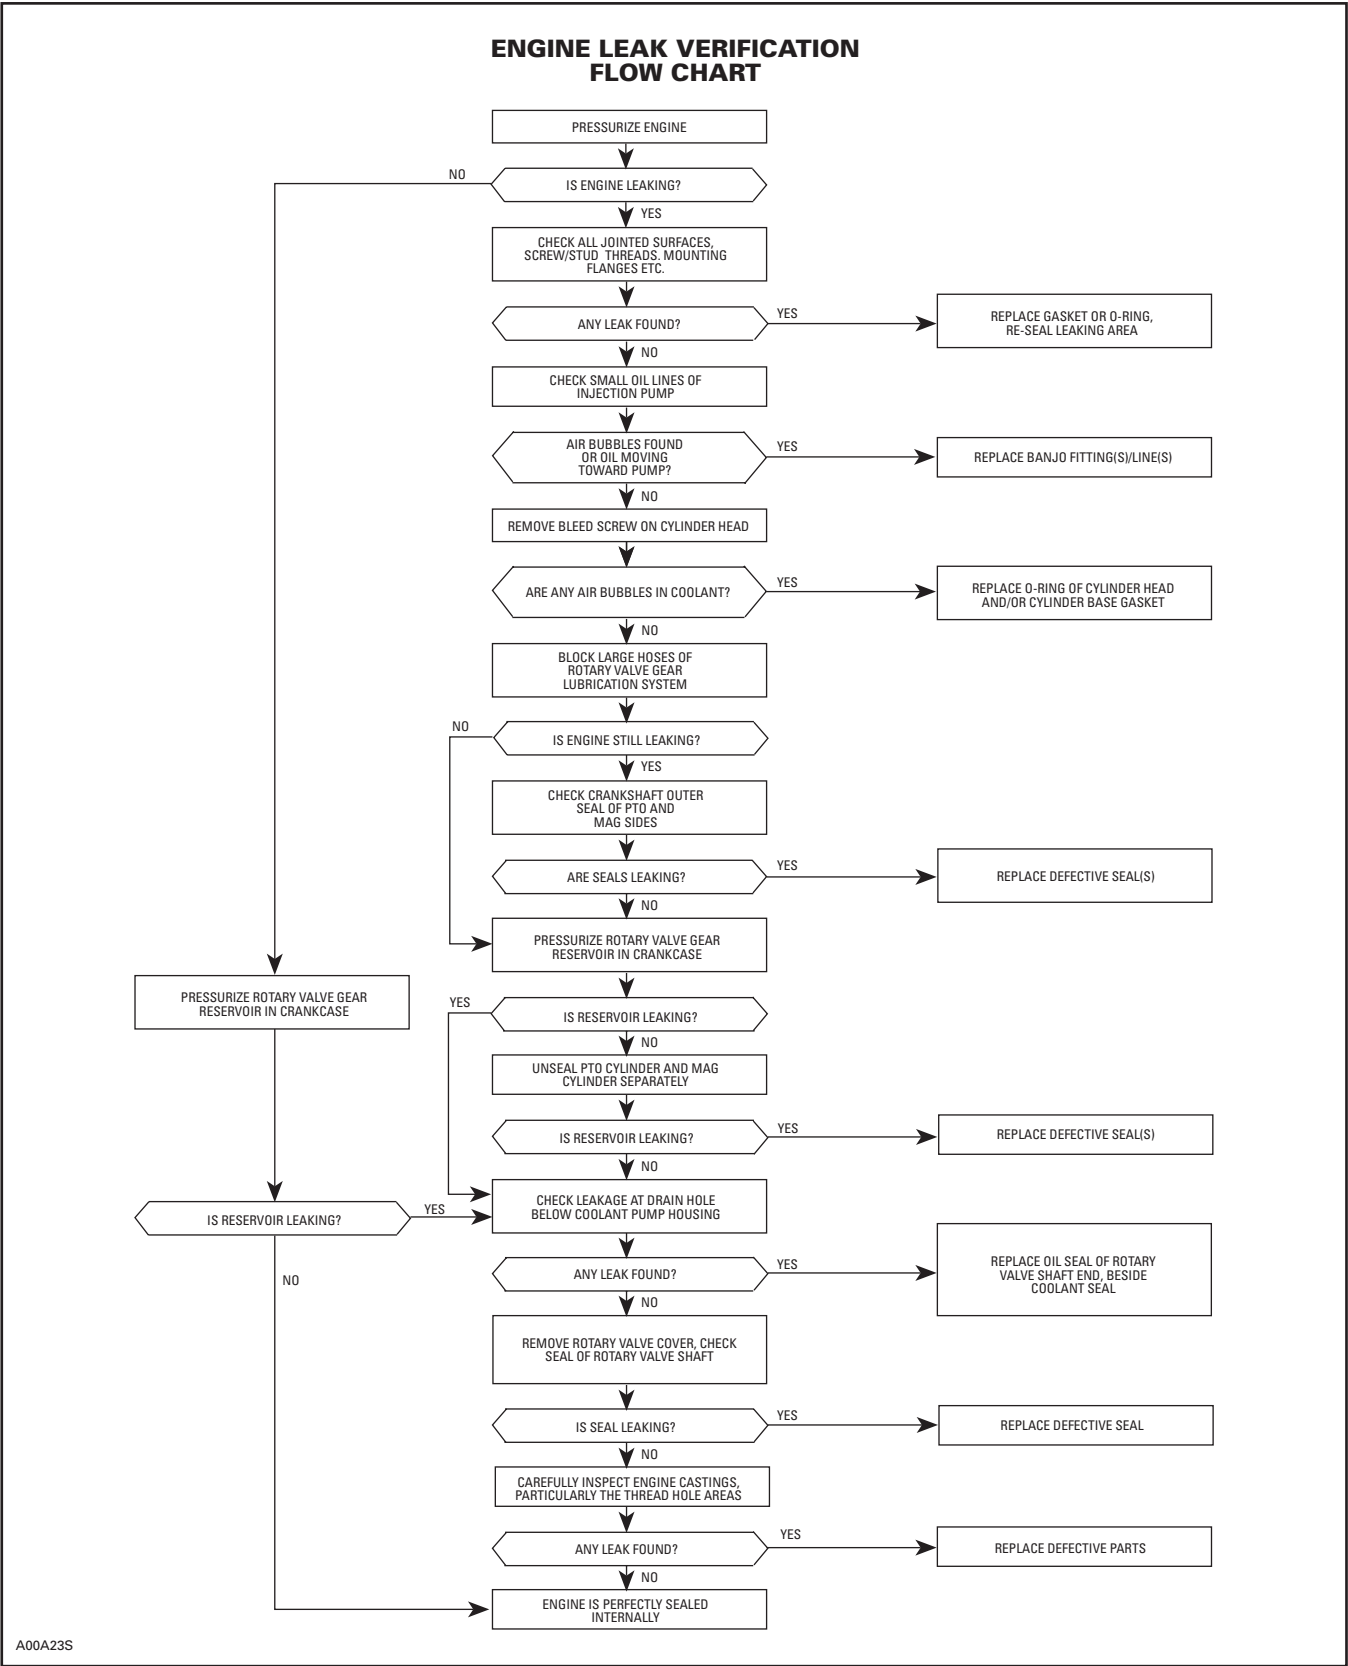 ENGINE LEAK VERIFICATION
FLOW CHART
PRESSURIZE ENGINE
NO
IS ENGINE LEAKING?
YES
CHECK ALL JOINTED SURFACES,
SCREW/STUD THREADS. MOUNTING
FLANGES ETC.
ANY LEAK FOUND?
YES
REPLACE GASKET OR O-RING,
RE-SEAL LEAKING AREA
NO
CHECK SMALL OIL LINES OF
INJECTION PUMP
AIR BUBBLES FOUND
OR OIL MOVING
TOWARD PUMP?
YES
REPLACE BANJO FITTING(S)/LINE(S)
NO
REMOVE BLEED SCREW ON CYLINDER HEAD
ARE ANY AIR BUBBLES IN COOLANT?
YES
REPLACE O-RING OF CYLINDER HEAD
AND/OR CYLINDER BASE GASKET
NO
BLOCK LARGE HOSES OF
ROTARY VALVE GEAR
LUBRICATION SYSTEM
NO
IS ENGINE STILL LEAKING?
YES
CHECK CRANKSHAFT OUTER
SEAL OF PTO AND
MAG SIDES
ARE SEALS LEAKING?
YES
REPLACE DEFECTIVE SEAL(S)
NO
PRESSURIZE ROTARY VALVE GEAR
RESERVOIR IN CRANKCASE
PRESSURIZE ROTARY VALVE GEAR
RESERVOIR IN CRANKCASE
YES
IS RESERVOIR LEAKING?
NO
UNSEAL PTO CYLINDER AND MAG
CYLINDER SEPARATELY
IS RESERVOIR LEAKING?
YES
REPLACE DEFECTIVE SEAL(S)
NO
CHECK LEAKAGE AT DRAIN HOLE
BELOW COOLANT PUMP HOUSING
IS RESERVOIR LEAKING?
YES
NO
ANY LEAK FOUND?
YES
REPLACE OIL SEAL OF ROTARY
VALVE SHAFT END, BESIDE
COOLANT SEAL
NO
REMOVE ROTARY VALVE COVER, CHECK
SEAL OF ROTARY VALVE SHAFT
IS SEAL LEAKING?
YES
REPLACE DEFECTIVE SEAL
NO
CAREFULLY INSPECT ENGINE CASTINGS,
PARTICULARLY THE THREAD HOLE AREAS
ANY LEAK FOUND?
YES
REPLACE DEFECTIVE PARTS
NO
ENGINE IS PERFECTLY SEALED
INTERNALLY
A00A23S